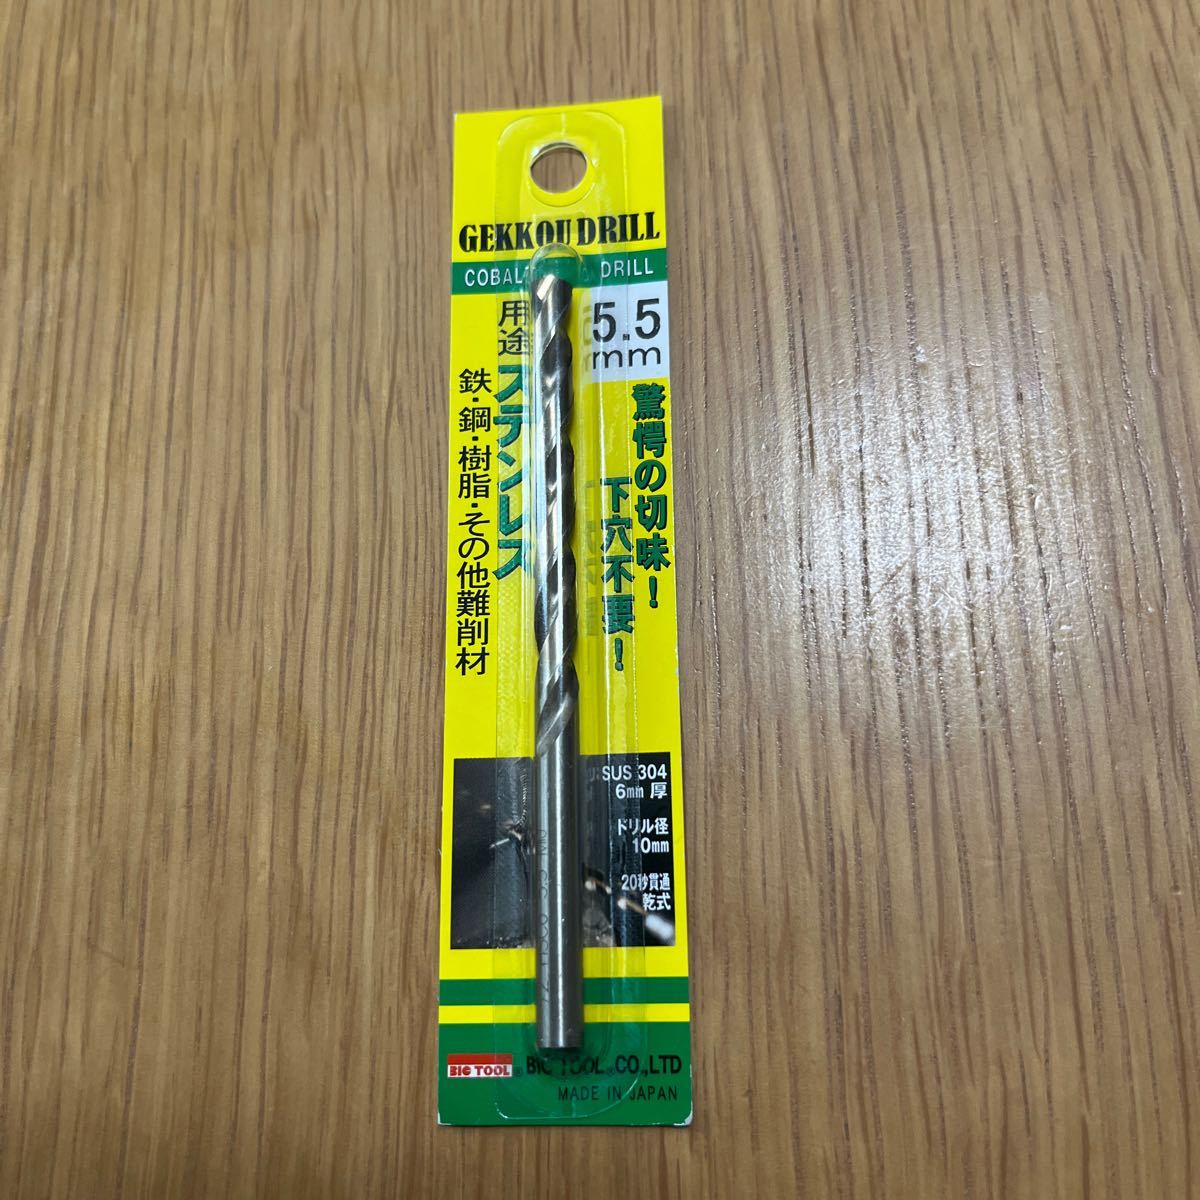 GEKKOU DRILL
COBAL DRILL
5.5
mm
用途
ステンレス
鉄・鋼・樹脂・その他難削材
驚愕の切味！
下穴不要！
SUS 304
6mm 厚
ドリル径
10mm
20秒貫通
乾式
BIG TOOL
BIG TOOL CO.,LTD
MADE IN JAPAN